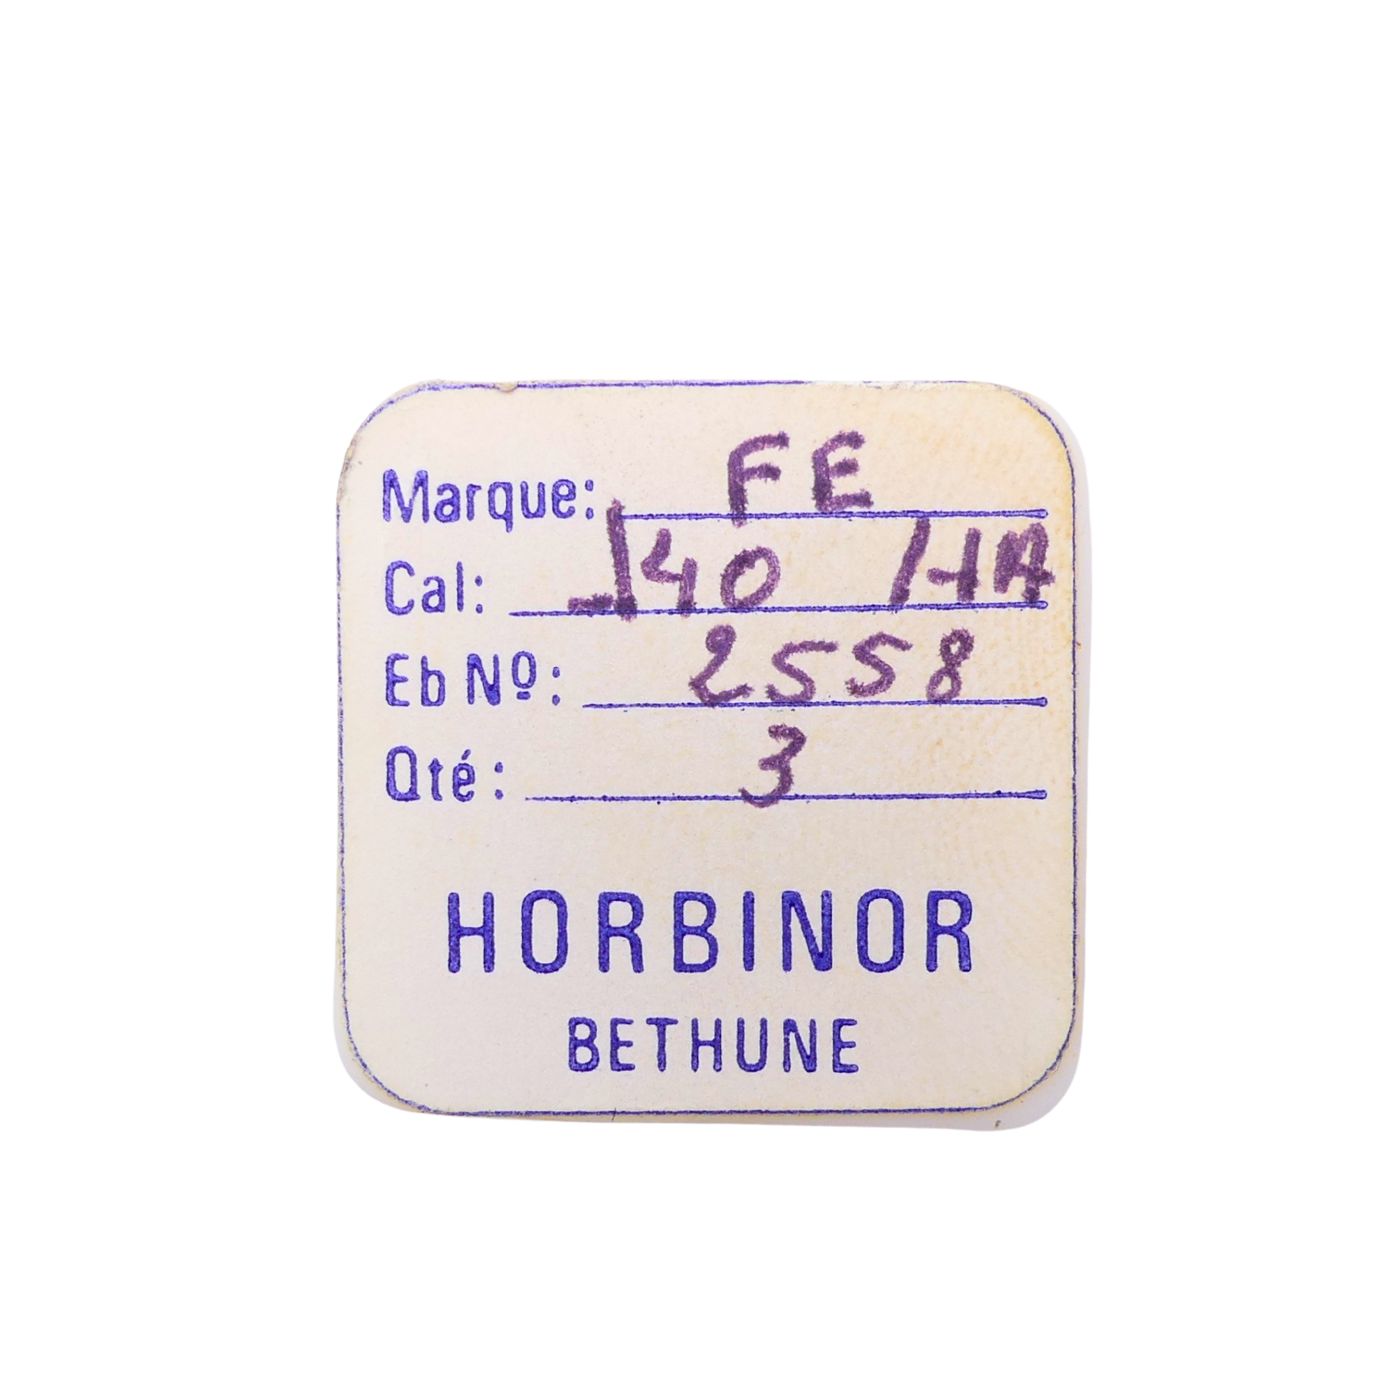 Marque: FE
Cal: 140 HA
Eb Nº: 2558
Qté: 3
HORBINOR
BETHUNE